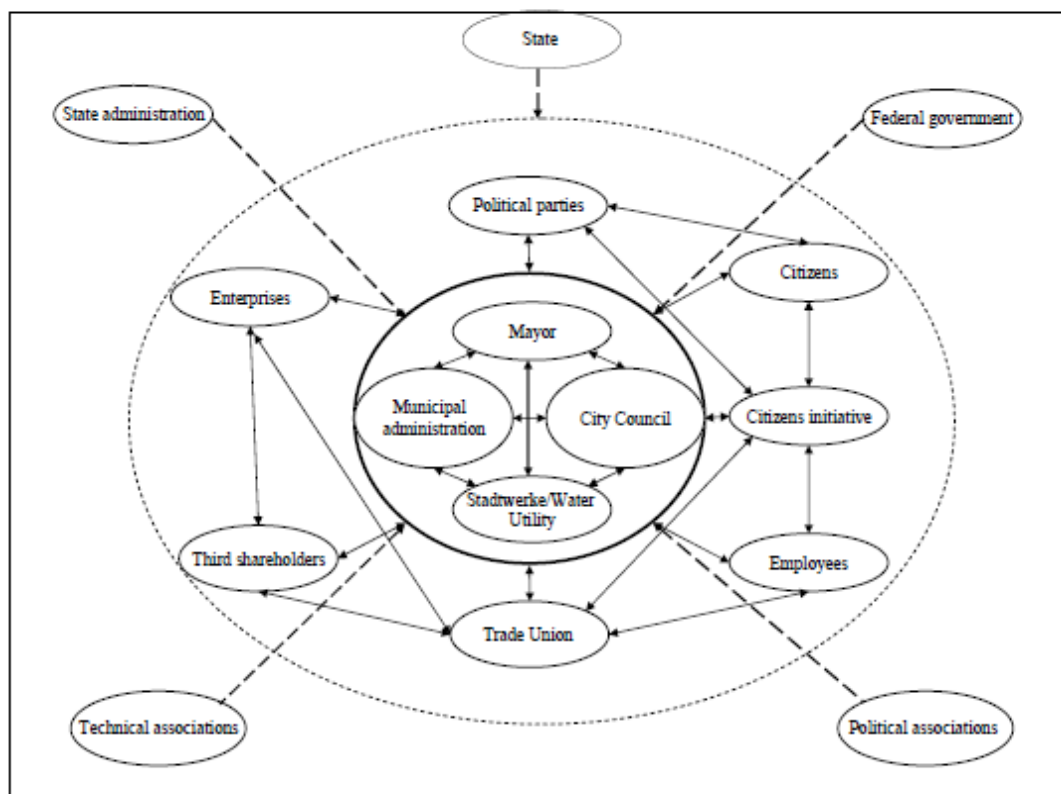 State
State administration
Federal government
Political parties
Citizens
Enterprises
Mayor
Municipal
administration
City Council
Citizens initiative
Stadtwerke/Water
Utility
Third shareholders
Employees
Trade Union
Technical associations
Political associations